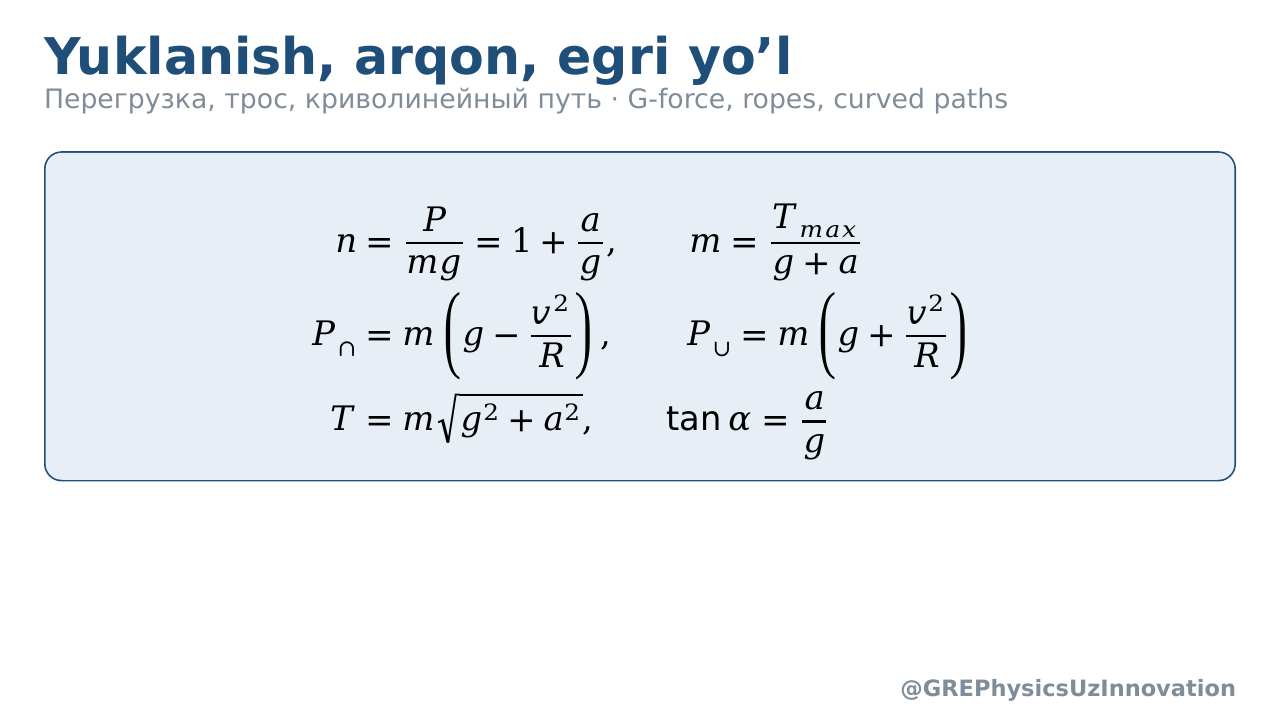 Yuklanish, arqon, egri yo’l
Перегрузка, трос, криволинейный путь · G-force, ropes, curved paths
n = P/mg = 1 + a/g, m = T_max/(g + a)
P_∩ = m(g − v²/R), P_∪ = m(g + v²/R)
T = m√(g² + a²), tan α = a/g
@GREPhysicsUzInnovation